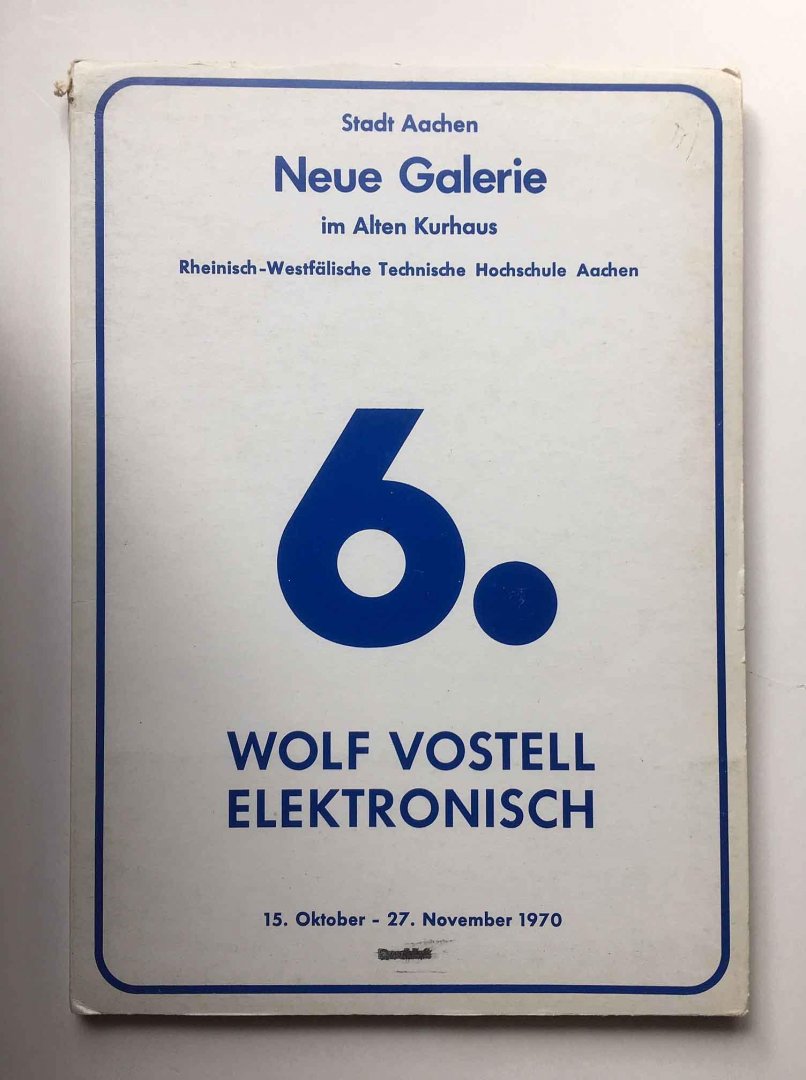 Stadt Aachen
Neue Galerie
im Alten Kurhaus
Rheinisch-Westfälische Technische Hochschule Aachen
6.
WOLF VOSTELL
ELEKTRONISCH
15. Oktober - 27. November 1970